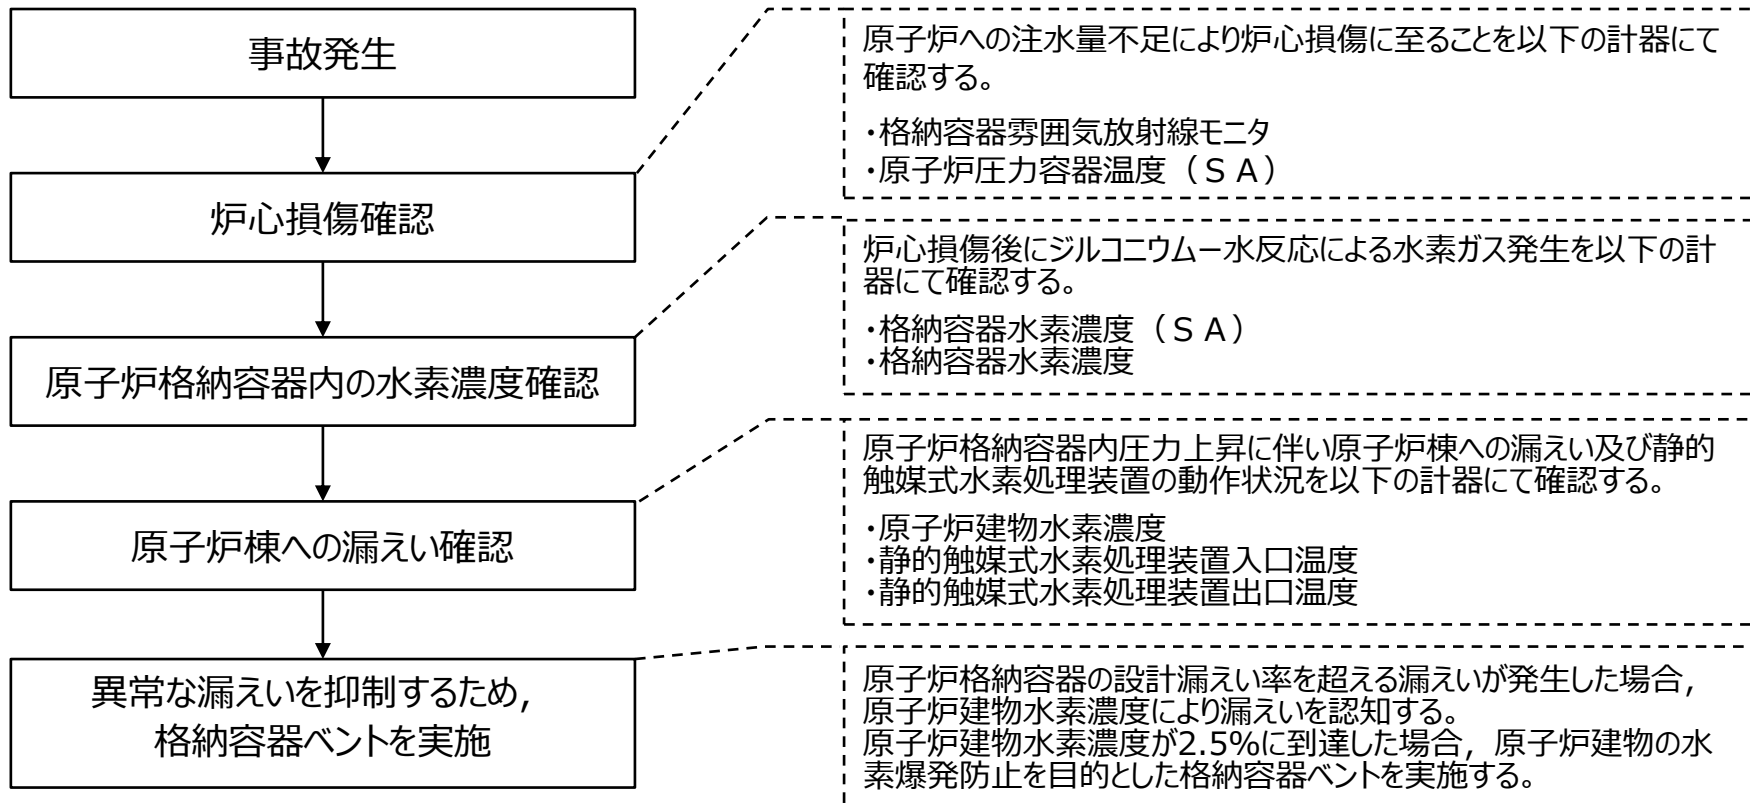 事故発生
原子炉への注水量不足により炉心損傷に至ることを以下の計器にて
確認する。
・格納容器雰囲気放射線モニタ
・原子炉圧力容器温度（ＳＡ）
炉心損傷確認
炉心損傷後にジルコニウムー水反応による水素ガス発生を以下の計
器にて確認する。
・格納容器水素濃度（ＳＡ）
・格納容器水素濃度
原子炉格納容器内の水素濃度確認
原子炉格納容器内圧力上昇に伴い原子炉棟への漏えい及び静的
触媒式水素処理装置の動作状況を以下の計器にて確認する。
・原子炉建物水素濃度
・静的触媒式水素処理装置入口温度
・静的触媒式水素処理装置出口温度
原子炉棟への漏えい確認
異常な漏えいを抑制するため，
格納容器ベントを実施
原子炉格納容器の設計漏えい率を超える漏えいが発生した場合，
原子炉建物水素濃度により漏えいを認知する。
原子炉建物水素濃度が2.5%に到達した場合，原子炉建物の水
素爆発防止を目的とした格納容器ベントを実施する。